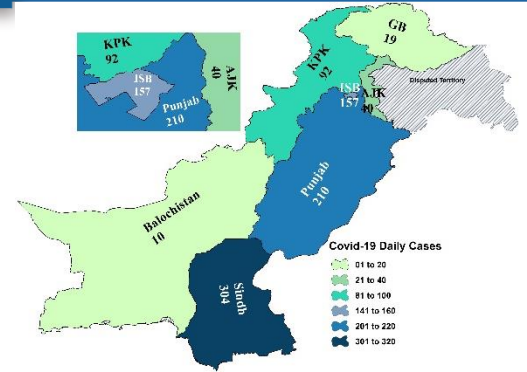 KPK
92
ISB
157
Punjab
210
AJK
40
GB
19
KPK
92
ISB
157
AJK
40
Disputed Territory
Punjab
210
Balochistan
10
Sindh
304
Covid-19 Daily Cases
01 to 20
21 to 40
81 to 100
141 to 160
201 to 220
301 to 320